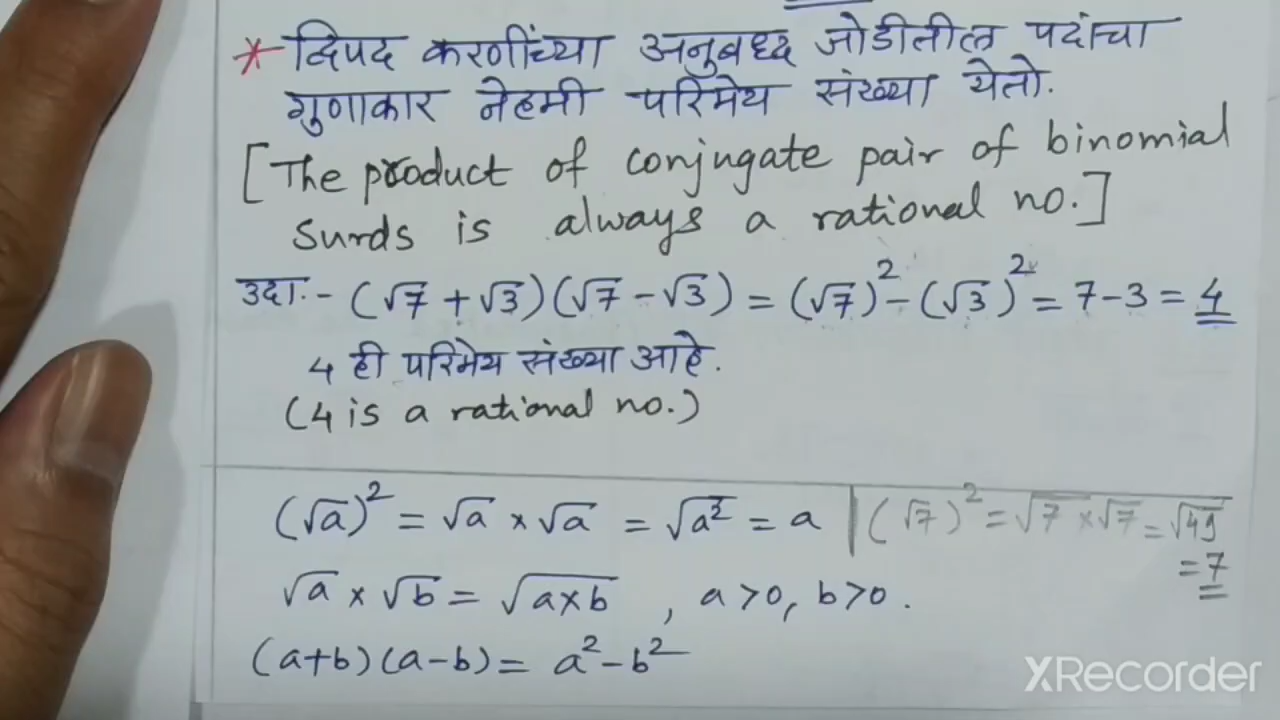 * द्विपद करणींच्या अनुबध्द जोडीतील पदांचा
गुणाकार नेहमी परिमेय संख्या येतो.
[The product of conjugate pair of binomial
surds is always a rational no.]
उदा.- (√7 + √3)(√7 - √3) = (√7)² - (√3)² = 7 - 3 = 4
4 ही परिमेय संख्या आहे.
(4 is a rational no.)
(√a)² = √a × √a = √a² = a | (√7)² = √7 × √7 = √49
= 7
√a × √b = √a×b , a > 0, b > 0.
(a+b)(a-b) = a² - b²
XRecorder